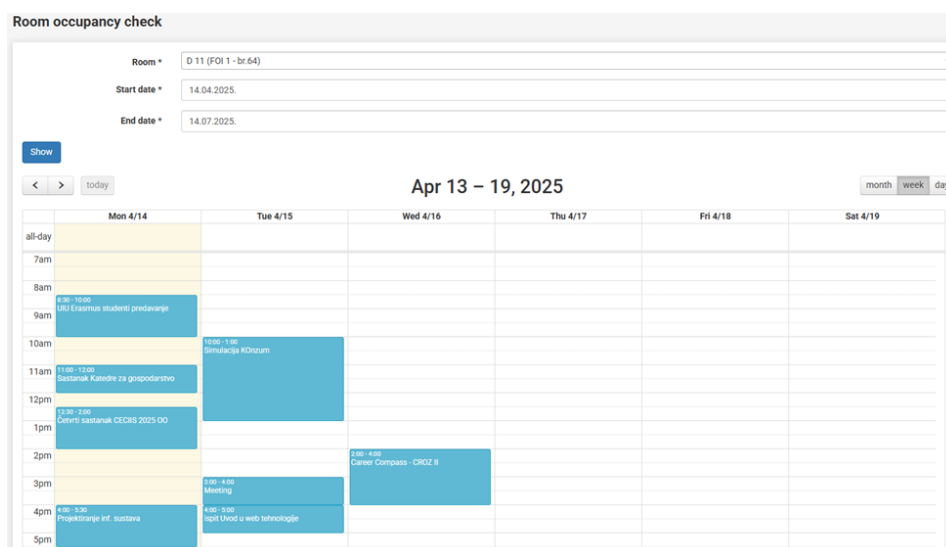 Room occupancy check
Room *
D 11 (FOI 1 - br.64)
Start date *
14.04.2025.
End date *
14.07.2025.
Show
< > today
Apr 13 – 19, 2025
month week day
Mon 4/14 Tue 4/15 Wed 4/16 Thu 4/17 Fri 4/18 Sat 4/19
all-day
7am
8am
8:30 - 10:00
UIU Erasmus studenti predavanje
9am
10am
10:00 - 1:00
Simulacija KOnzum
11am
11:00 - 12:00
Sastanak Katedre za gospodarstvo
12pm
12:30 - 2:00
Četvrti sastanak CECIIS 2025 OO
1pm
2pm
2:00 - 4:00
Career Compass - CROZ II
3pm
3:00 - 4:00
Meeting
4pm
4:00 - 5:30
Projektiranje inf. sustava
4:00 - 5:00
Ispit Uvod u web tehnologije
5pm